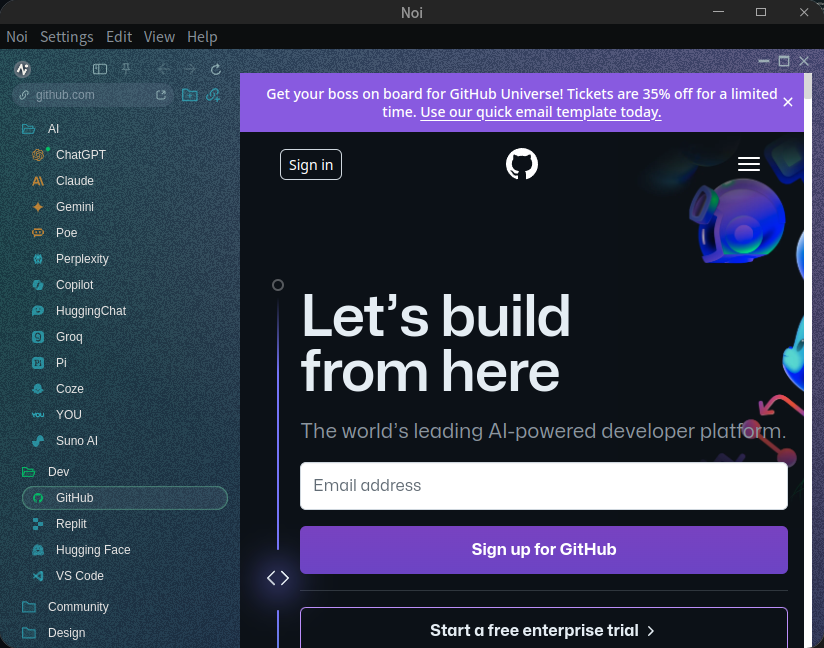 Noi
Noi Settings Edit View Help
github.com
AI
ChatGPT
Claude
Gemini
Poe
Perplexity
Copilot
HuggingChat
Groq
Pi
Coze
YOU YOU
Suno AI
Dev
GitHub
Replit
Hugging Face
VS Code
Community
Design
Get your boss on board for GitHub Universe! Tickets are 35% off for a limited
time. Use our quick email template today.
Sign in
Let’s build
from here
The world’s leading AI-powered developer platform.
Email address
Sign up for GitHub
Start a free enterprise trial